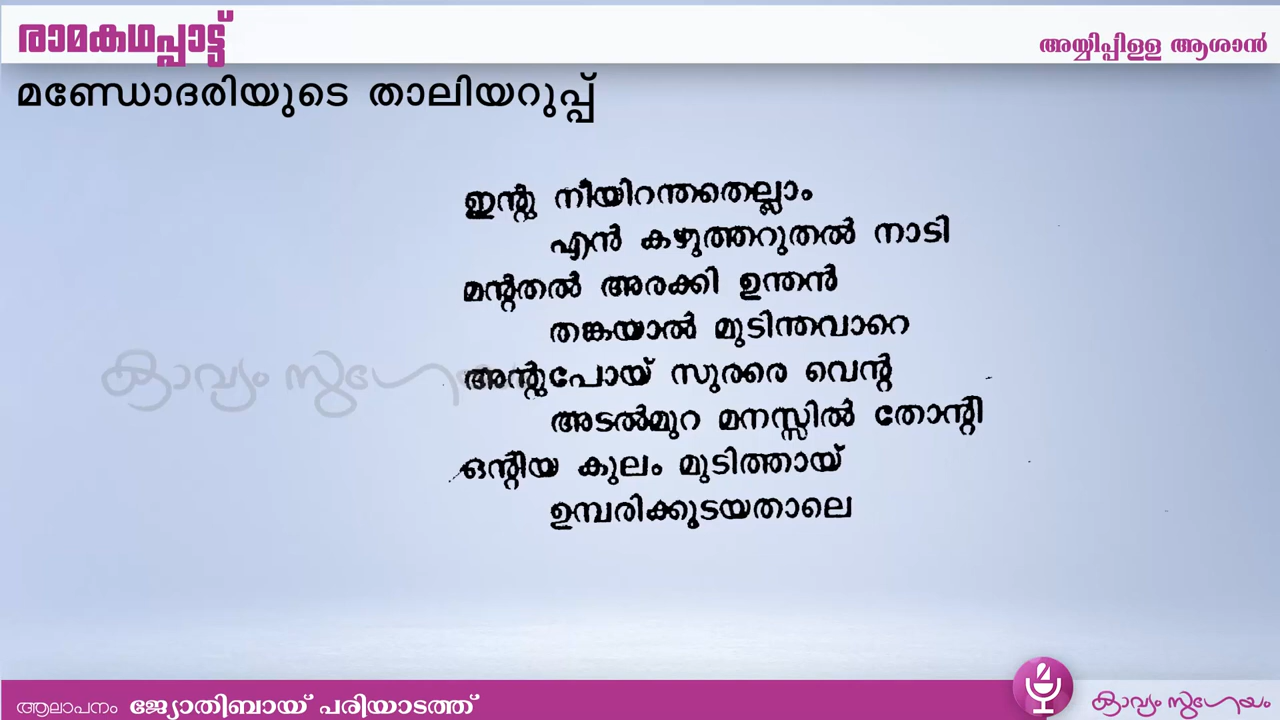 രാമകഥപ്പാട്ട്
അയ്യിപ്പിളള ആശാൻ
മണ്ഡോദരിയുടെ താലിയറുപ്പ്
ഇന്റു നീയിറന്തതെല്ലാം
എൻ കഴുത്തറുതൽ നാടി
മന്റതൽ അരക്കി ഉന്തൻ
തങ്കയാൽ മുടിന്തവാറെ
അന്റുപോയ് സുരരെ വെന്റ
അടൽമുറ മനസ്സിൽ തോന്റീ
ഒന്റിയ കുലം മുടിത്തായ്
ഉമ്പരിക്കൂടയതാലെ
കാവ്യം സുഗേയ
ആലാപനം ജ്യോതിബായ് പരിയാടത്ത്
കാവ്യം സുഗേയം